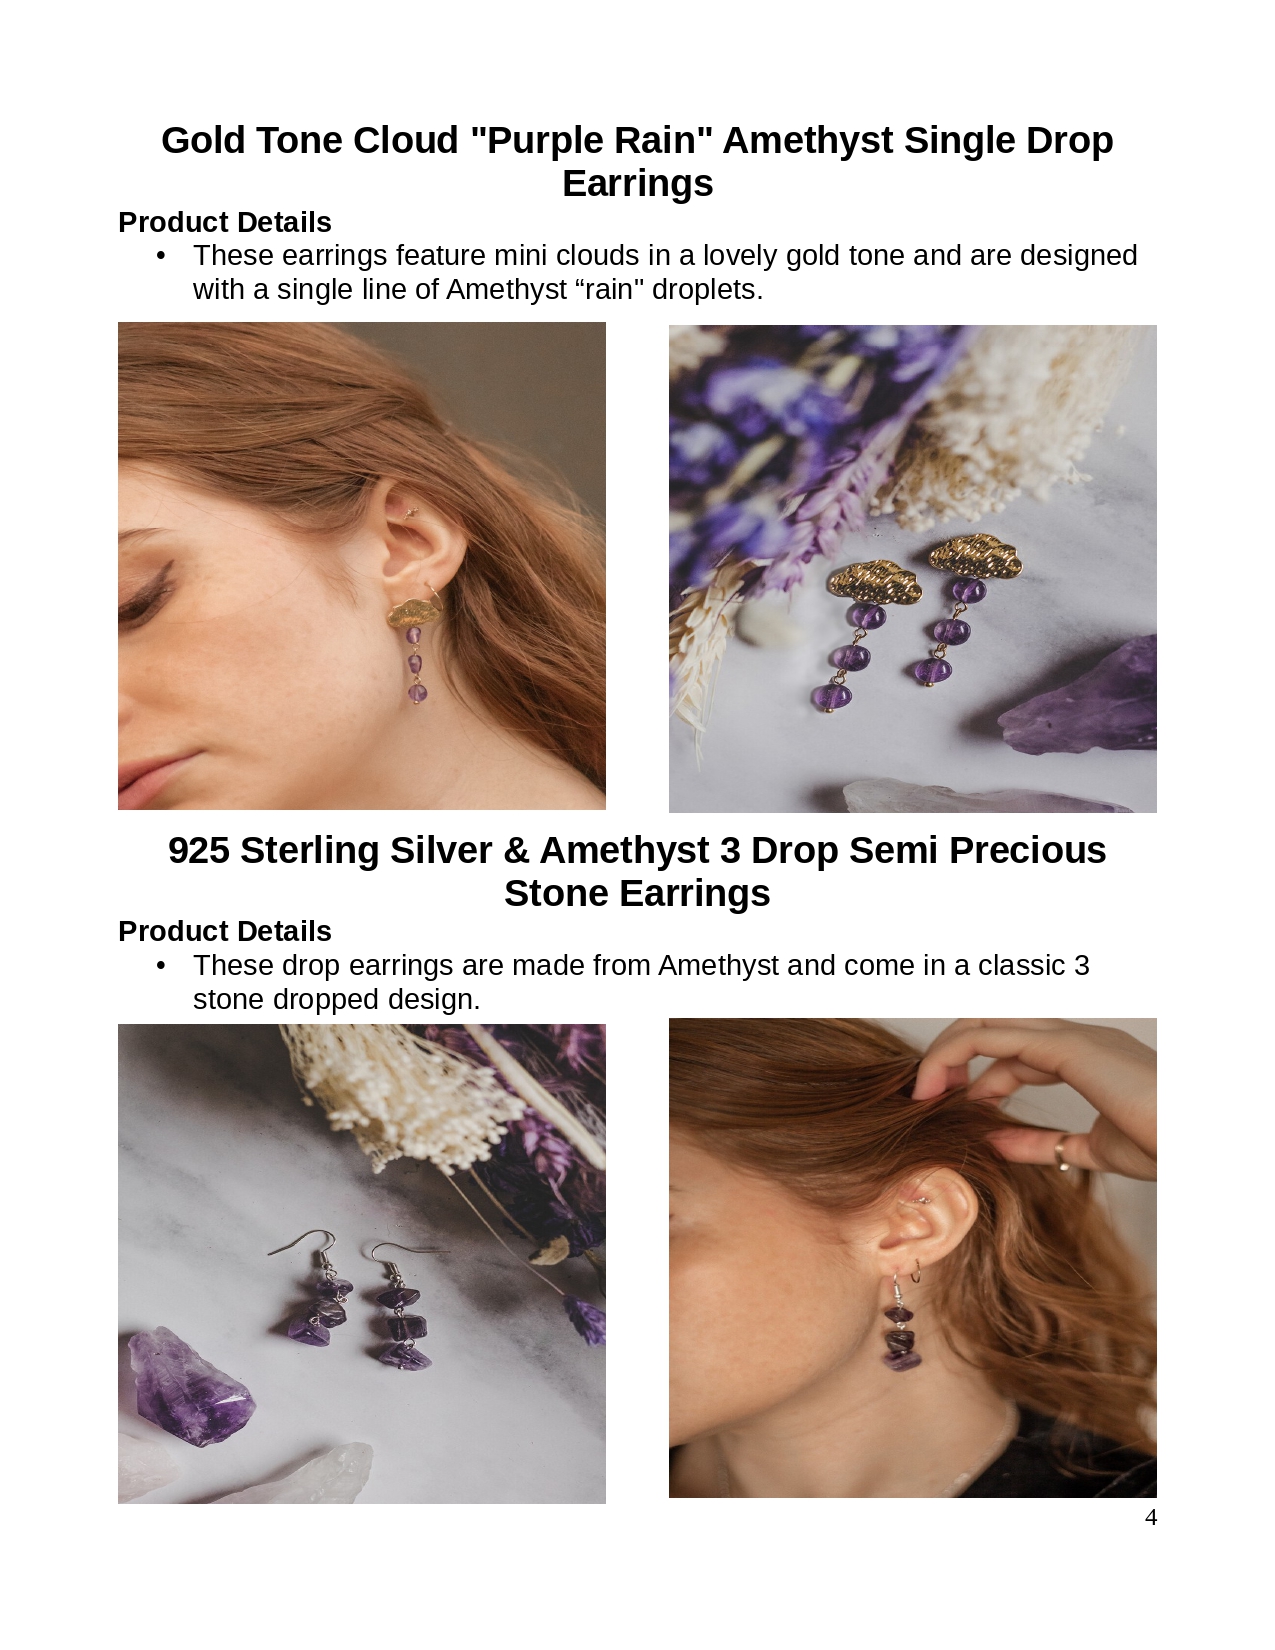 Gold Tone Cloud "Purple Rain" Amethyst Single Drop
Earrings
Product Details
• These earrings feature mini clouds in a lovely gold tone and are designed
with a single line of Amethyst “rain" droplets.
925 Sterling Silver & Amethyst 3 Drop Semi Precious
Stone Earrings
Product Details
• These drop earrings are made from Amethyst and come in a classic 3
stone dropped design.
4